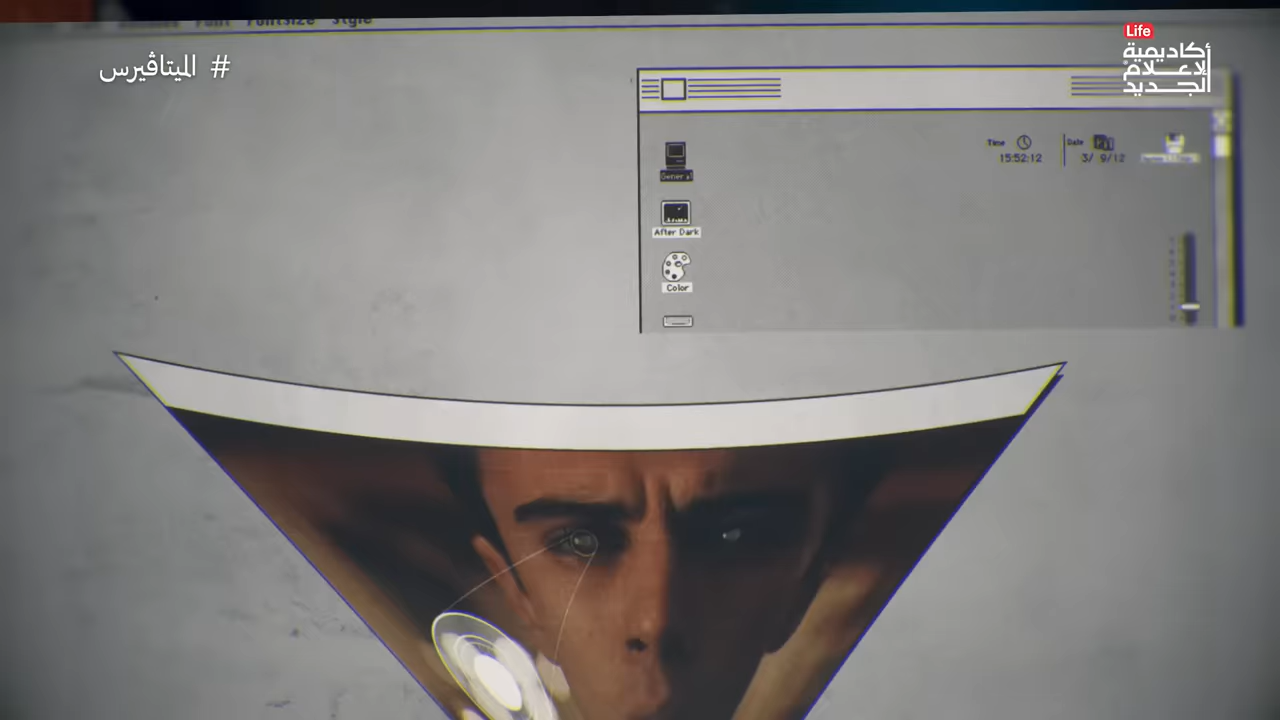 Font FontSize Style
# الميتاڤيرس
Life
أكاديمية
الإعلام
الجديد
Time
15:52:12
Date
3/ 9/12
General
After Dark
Color